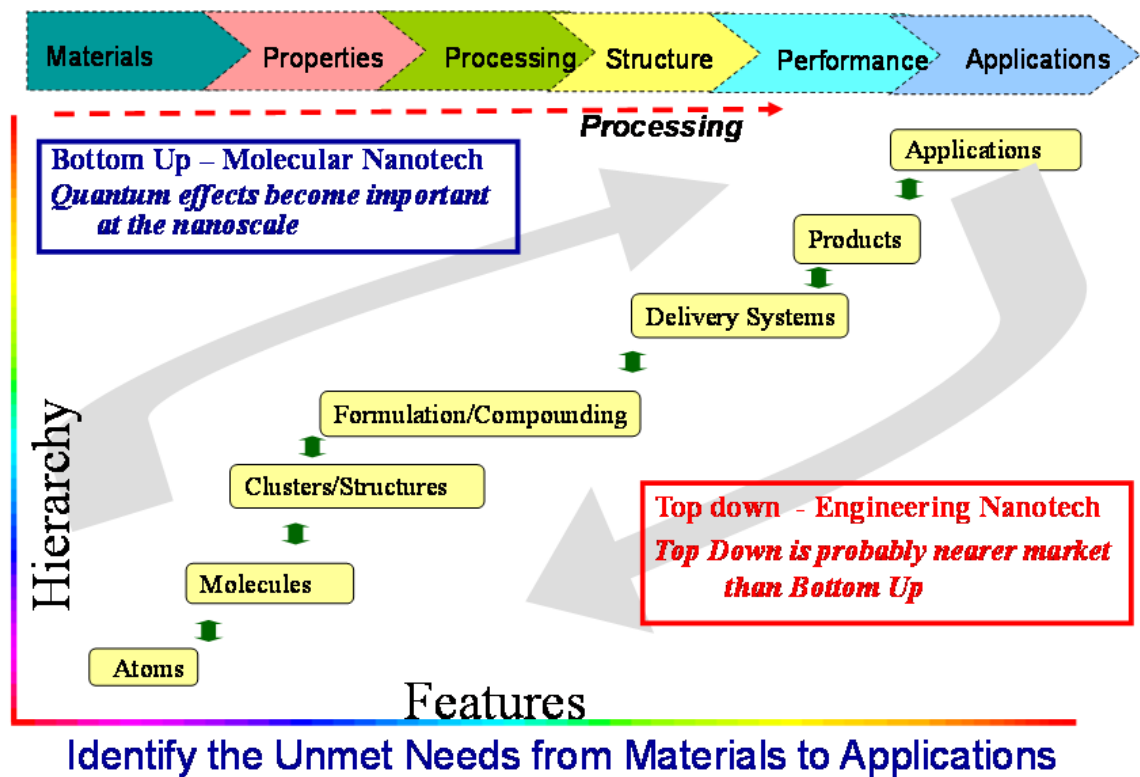 Materials
Properties
Processing
Structure
Performance
Applications
Processing
Bottom Up – Molecular Nanotech
Quantum effects become important
at the nanoscale
Applications
Products
Delivery Systems
Formulation/Compounding
Clusters/Structures
Molecules
Atoms
Top down - Engineering Nanotech
Top Down is probably nearer market
than Bottom Up
Hierarchy
Features
Identify the Unmet Needs from Materials to Applications